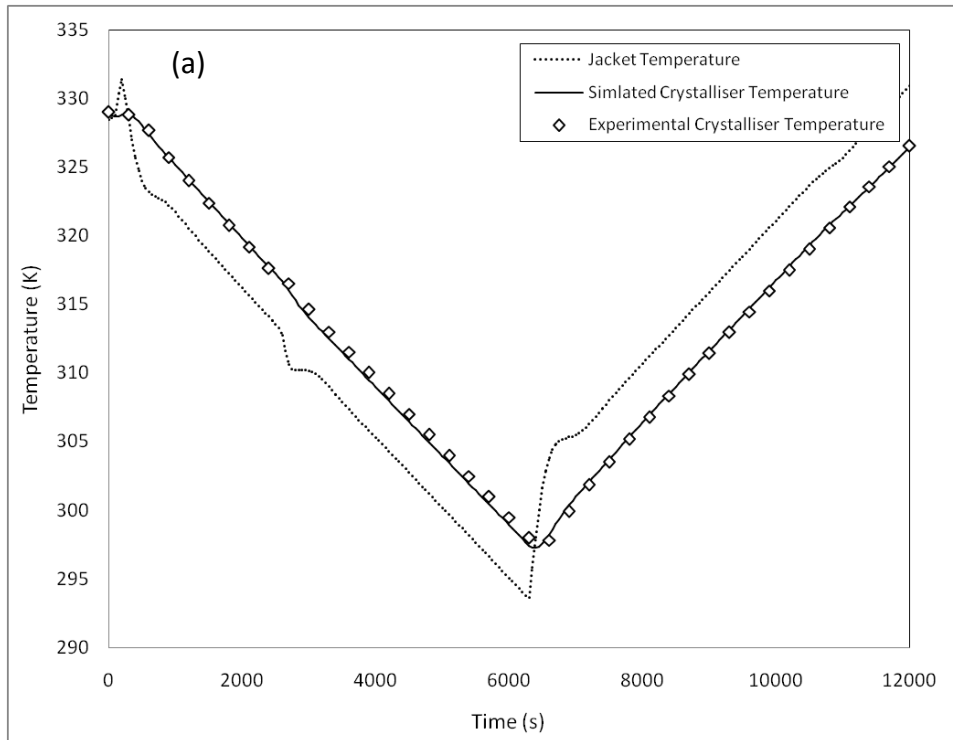 (a)
Jacket Temperature
Simlated Crystalliser Temperature
Experimental Crystalliser Temperature
335
330
325
320
315
310
305
300
295
290
Temperature (K)
0 2000 4000 6000 8000 10000 12000
Time (s)